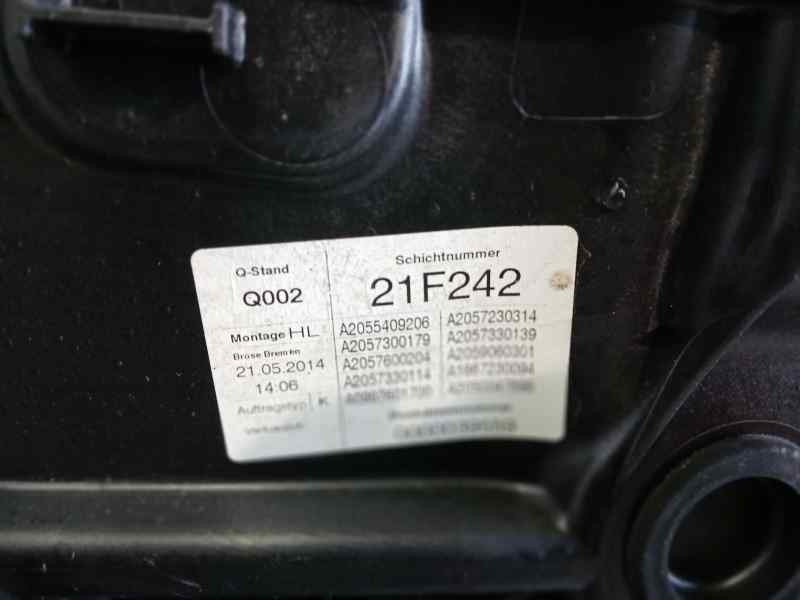 Q-Stand
Q002
Schichtnummer
21F242
Montage HL
Brose Bremen
21.05.2014
14:06
Auftragstyp K
A2055409206 A2057230314
A2057300179 A2057330139
A2057600204 A2059060301
A2057330114